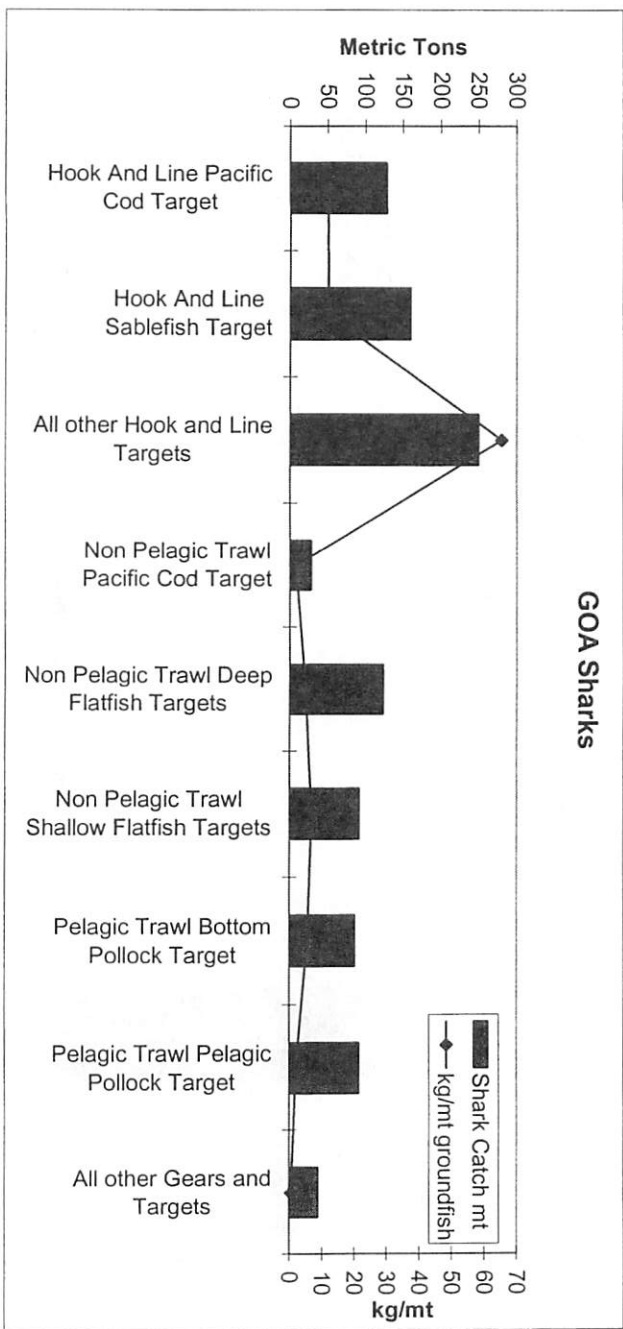 GOA Sharks
Metric Tons
300
250
200
150
100
50
0
Shark Catch mt
kg/mt groundfish
70
60
50
40
30
20
10
0
kg/mt
Hook And Line Pacific
Cod Target
Hook And Line
Sablefish Target
All other Hook and Line
Targets
Non Pelagic Trawl
Pacific Cod Target
Non Pelagic Trawl Deep
Flatfish Targets
Non Pelagic Trawl
Shallow Flatfish Targets
Pelagic Trawl Bottom
Pollock Target
Pelagic Trawl Pelagic
Pollock Target
All other Gears and
Targets